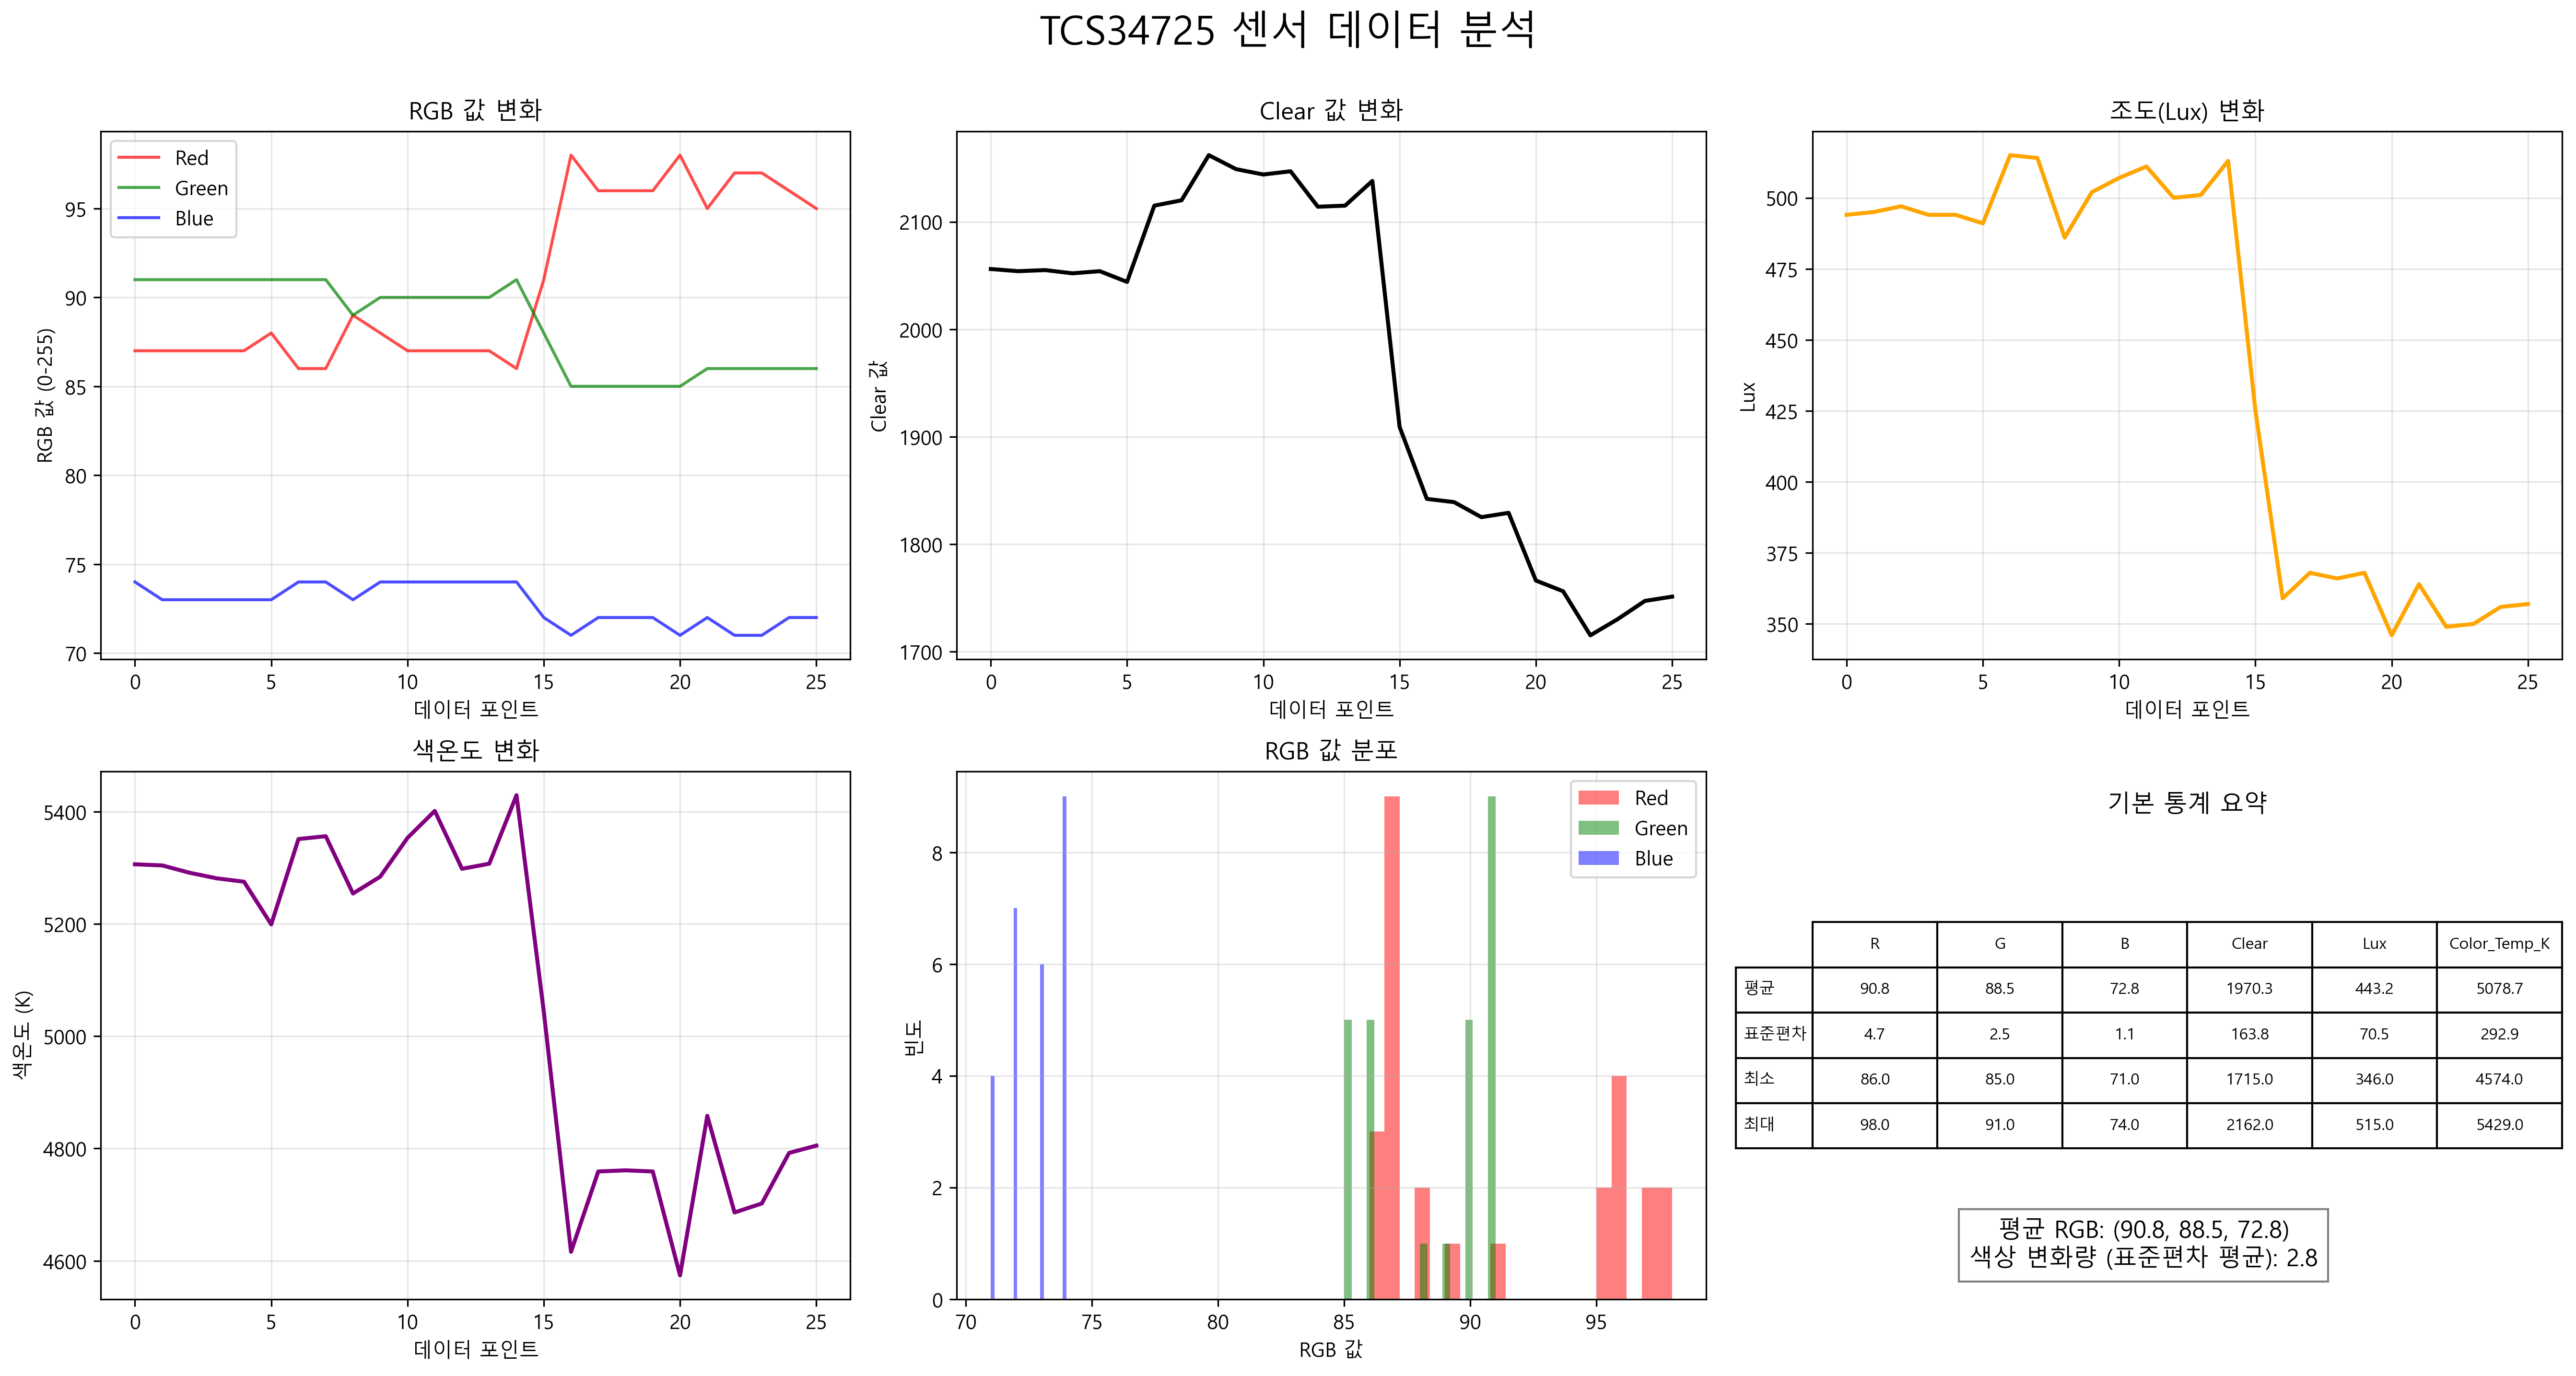 TCS34725 센서 데이터 분석
RGB 값 변화
Red
Green
Blue
RGB 값 (0-255)
95
90
85
80
75
70
0 5 10 15 20 25
데이터 포인트
Clear 값 변화
Clear 값
2100
2000
1900
1800
1700
0 5 10 15 20 25
데이터 포인트
조도(Lux) 변화
Lux
500
475
450
425
400
375
350
0 5 10 15 20 25
데이터 포인트
색온도 변화
색온도 (K)
5400
5200
5000
4800
4600
0 5 10 15 20 25
데이터 포인트
RGB 값 분포
Red
Green
Blue
빈도
8
6
4
2
0
70 75 80 85 90 95
RGB 값
기본 통계 요약
R G B Clear Lux Color_Temp_K
평균 90.8 88.5 72.8 1970.3 443.2 5078.7
표준편차 4.7 2.5 1.1 163.8 70.5 292.9
최소 86.0 85.0 71.0 1715.0 346.0 4574.0
최대 98.0 91.0 74.0 2162.0 515.0 5429.0
평균 RGB: (90.8, 88.5, 72.8)
색상 변화량 (표준편차 평균): 2.8